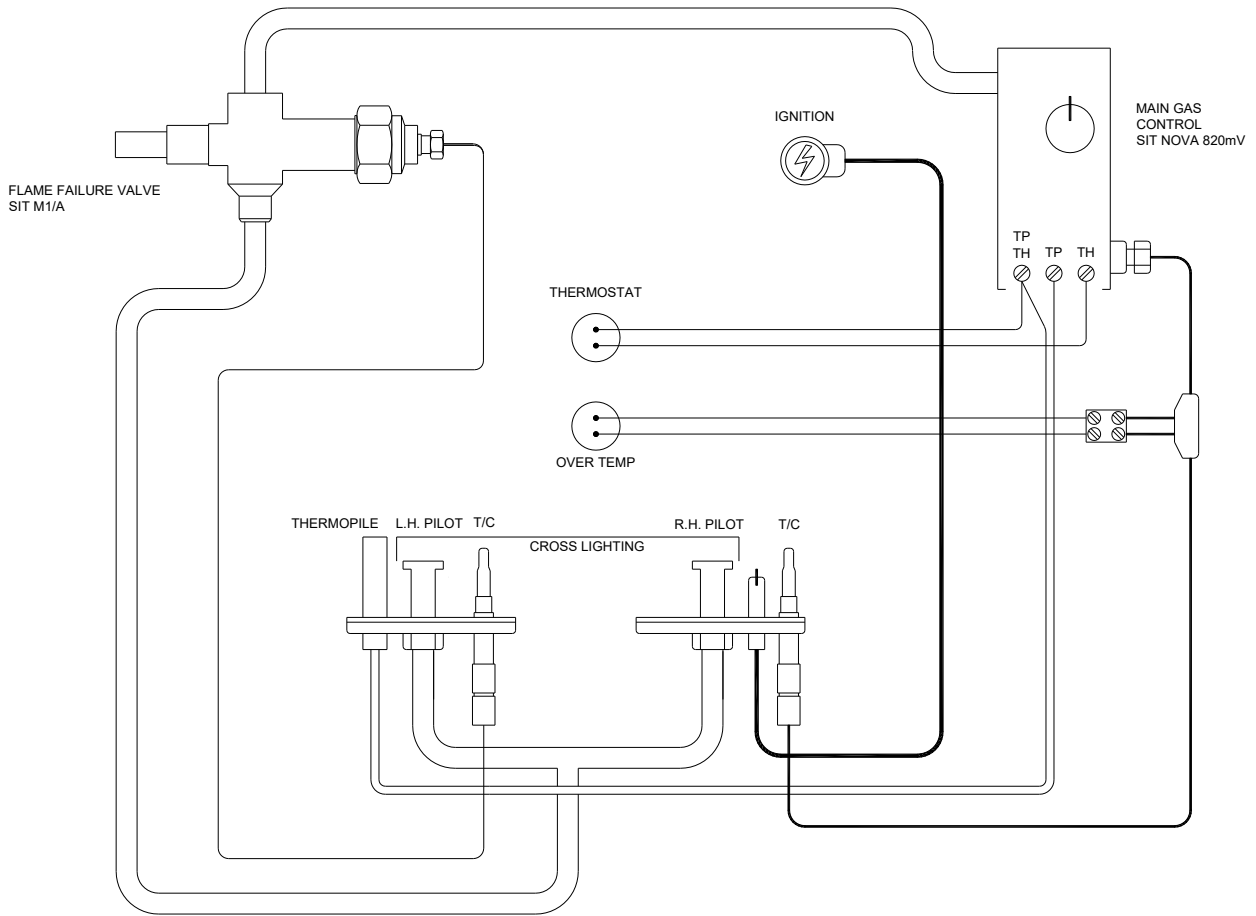 IGNITION
MAIN GAS
CONTROL
SIT NOVA 820mV
FLAME FAILURE VALVE
SIT M1/A
TP
TH
TP
TH
THERMOSTAT
OVER TEMP
THERMOPILE
L.H. PILOT
T/C
R.H. PILOT
T/C
CROSS LIGHTING